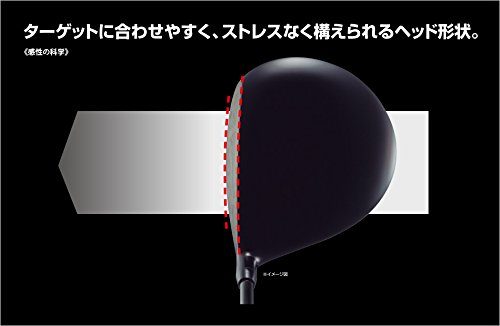 ターゲットに合わせやすく、ストレスなく構えられるヘッド形状。
《感性の科学》
※イメージ図